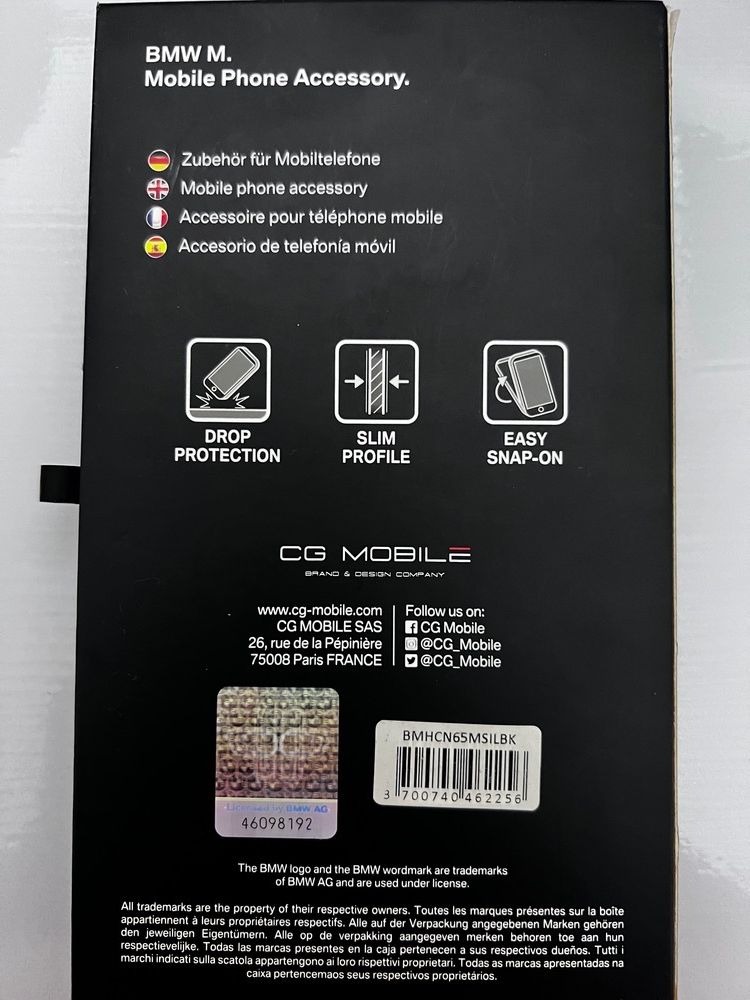 BMW M.
Mobile Phone Accessory.
Zubehör für Mobiltelefone
Mobile phone accessory
Accessoire pour téléphone mobile
Accesorio de telefonía móvil
DROP
PROTECTION
SLIM
PROFILE
EASY
SNAP-ON
CG MOBILE
BRAND & DESIGN COMPANY
www.cg-mobile.com
CG MOBILE SAS
26, rue de la Pépinière
75008 Paris FRANCE
Follow us on:
CG Mobile
@CG_Mobile
@CG_Mobile
Licensed by BMW AG
46098192
BMHCN65MSILBK
3 700740 462256
The BMW logo and the BMW wordmark are trademarks
of BMW AG and are used under license.
All trademarks are the property of their respective owners. Toutes les marques présentes sur la boîte
appartiennent à leurs propriétaires respectifs. Alle auf der Verpackung angegebenen Marken gehören
den jeweiligen Eigentümern. Alle op de verpakking aangegeven merken behoren toe aan hun
respectievelijke. Todas las marcas presentes en la caja pertenecen a sus respectivos dueños. Tutti i
marchi indicati sulla scatola appartengono ai loro rispettivi propietari. Todas as marcas apresentadas na
caixa pertencemaos seus respectivos proprietários.